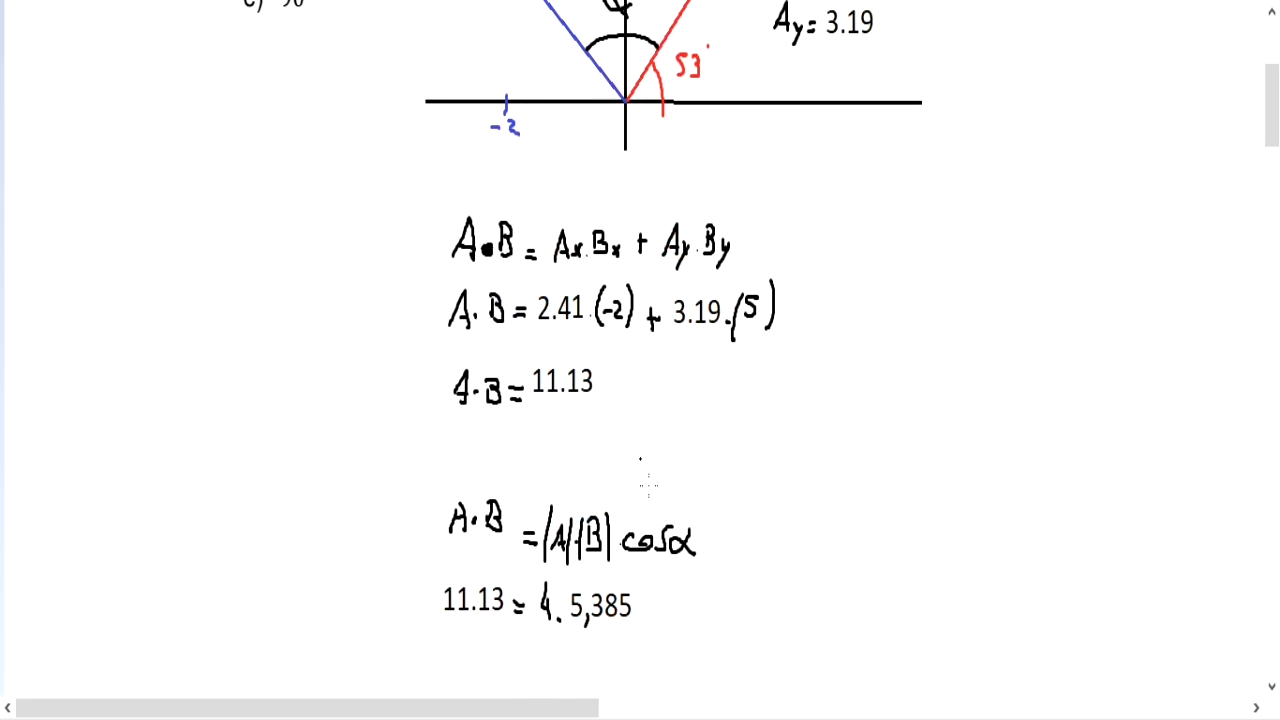 Ay= 3.19
53°
-2
A•B = Ax.Bx + Ay.By
A.B = 2.41.(-2) + 3.19.(5)
A.B = 11.13
A.B = |A|.|B| cosα
11.13 = 4. 5,385